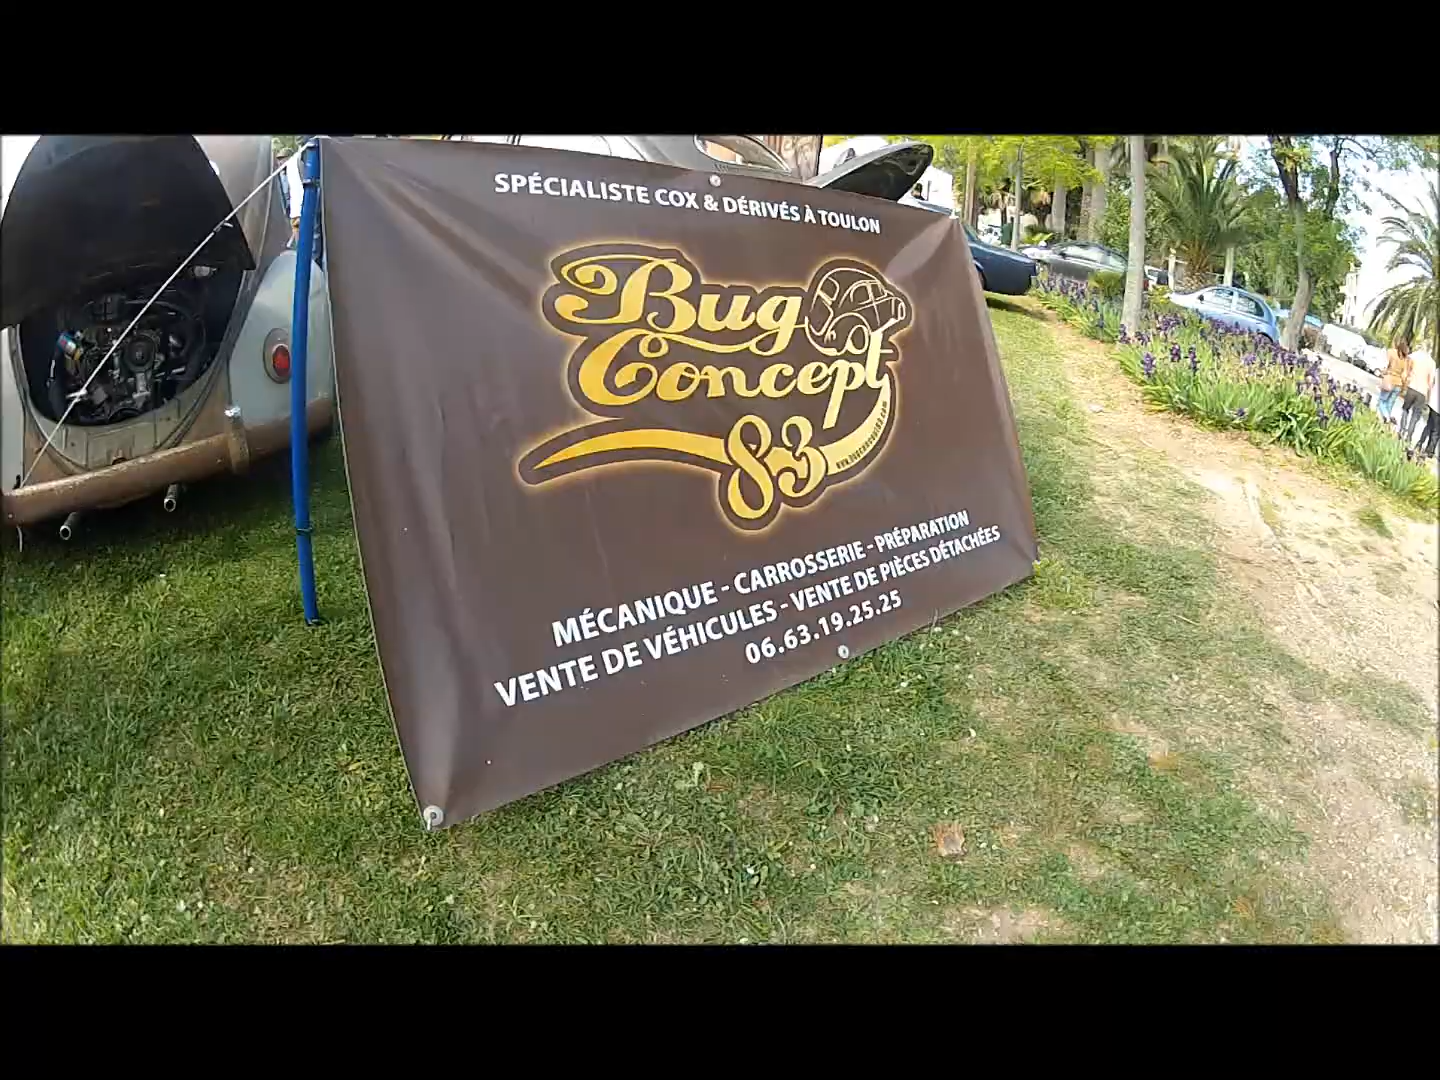 SPÉCIALISTE COX & DÉRIVÉS À TOULON
Bug
Concept
83
MÉCANIQUE - CARROSSERIE - PRÉPARATION
VENTE DE VÉHICULES - VENTE DE PIÈCES DÉTACHÉES
06.63.19.25.25